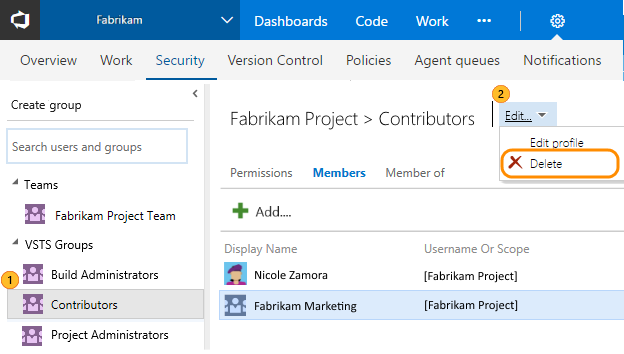 Fabrikam Dashboards Code Work •••
Overview Work Security Version Control Policies Agent queues Notifications
Create group
Search users and groups
Teams
Fabrikam Project Team
VSTS Groups
Build Administrators
1
Contributors
Project Administrators
2
Fabrikam Project > Contributors
Edit...
Edit profile
Delete
Permissions Members Member of
Add....
Display Name Username Or Scope
Nicole Zamora [Fabrikam Project]
Fabrikam Marketing [Fabrikam Project]